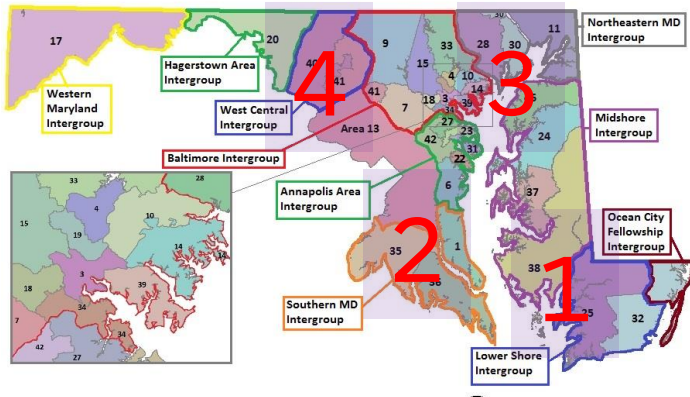 17
20
Hagerstown Area
Intergroup
Western
Maryland
Intergroup
West Central
Intergroup
Baltimore Intergroup
40
41
4
9
15
33
28
30
30
11
3
Northeastern MD
Intergroup
4
10
14
41
7
18
3
39
34
Area 13
27
42
23
31
22
6
Annapolis Area
Intergroup
24
37
Midshore
Intergroup
Ocean City
Fellowship
Intergroup
35
2
1
38
1
25
32
Southern MD
Intergroup
Lower Shore
Intergroup
33
28
4
10
15
19
14
14
3
18
39
34
7
34
42
27